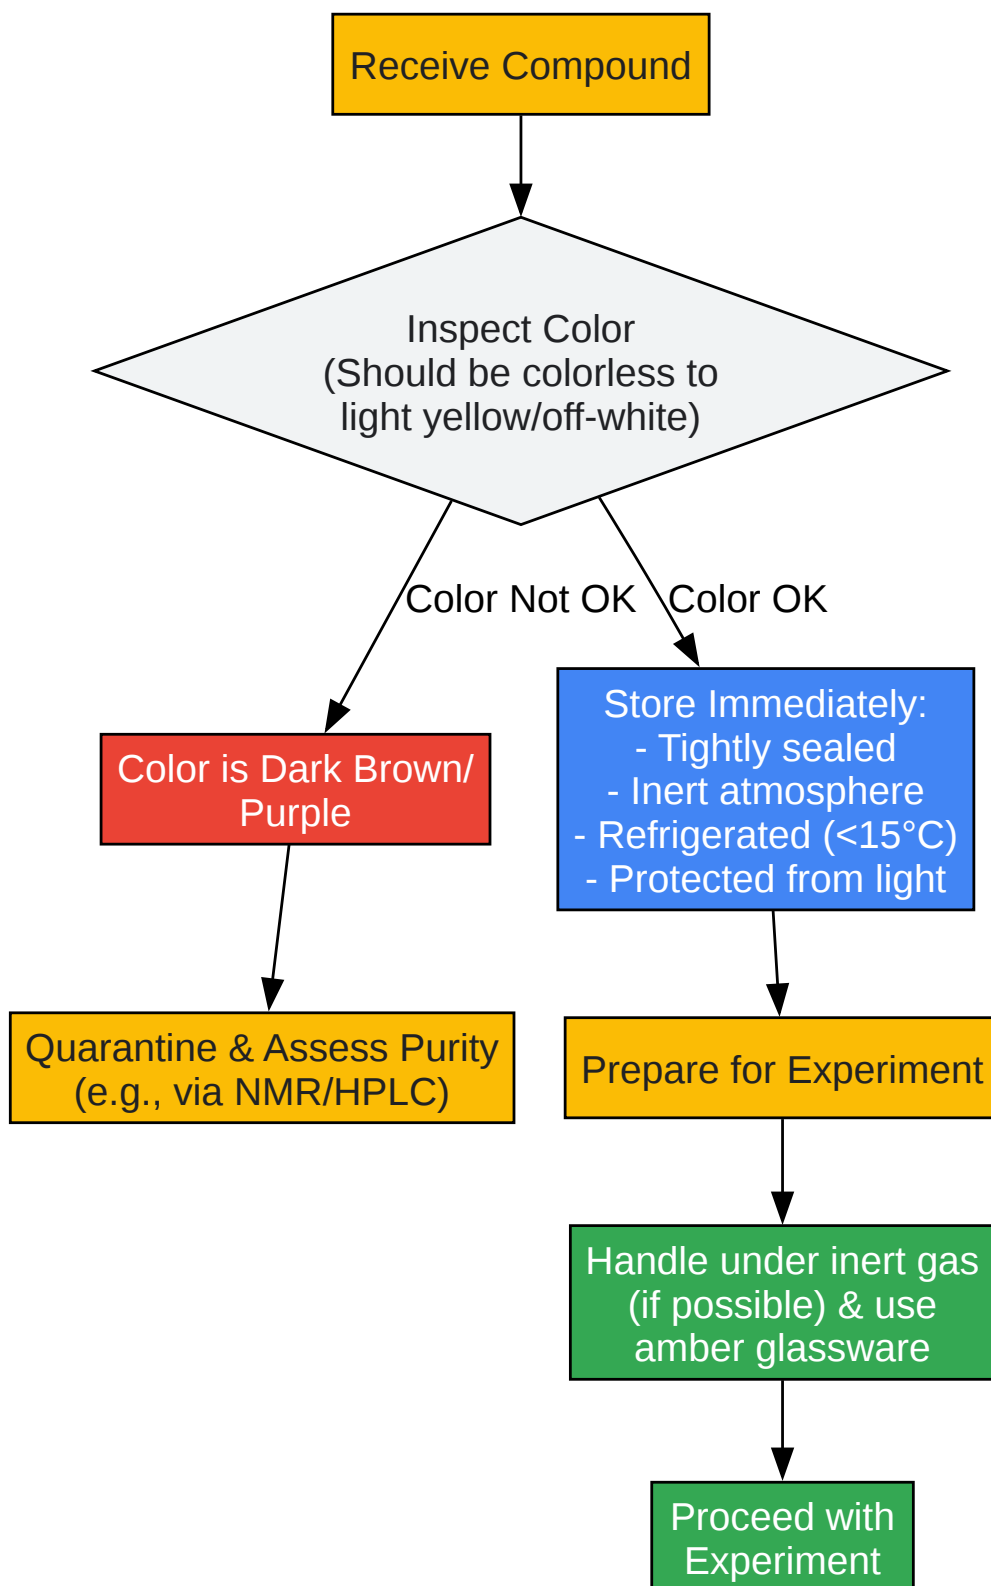 Receive Compound
Inspect Color
(Should be colorless to
light yellow/off-white)
Color Not OK
Color OK
Color is Dark Brown/
Purple
Store Immediately:
- Tightly sealed
- Inert atmosphere
- Refrigerated (<15°C)
- Protected from light
Quarantine & Assess Purity
(e.g., via NMR/HPLC)
Prepare for Experiment
Handle under inert gas
(if possible) & use
amber glassware
Proceed with
Experiment